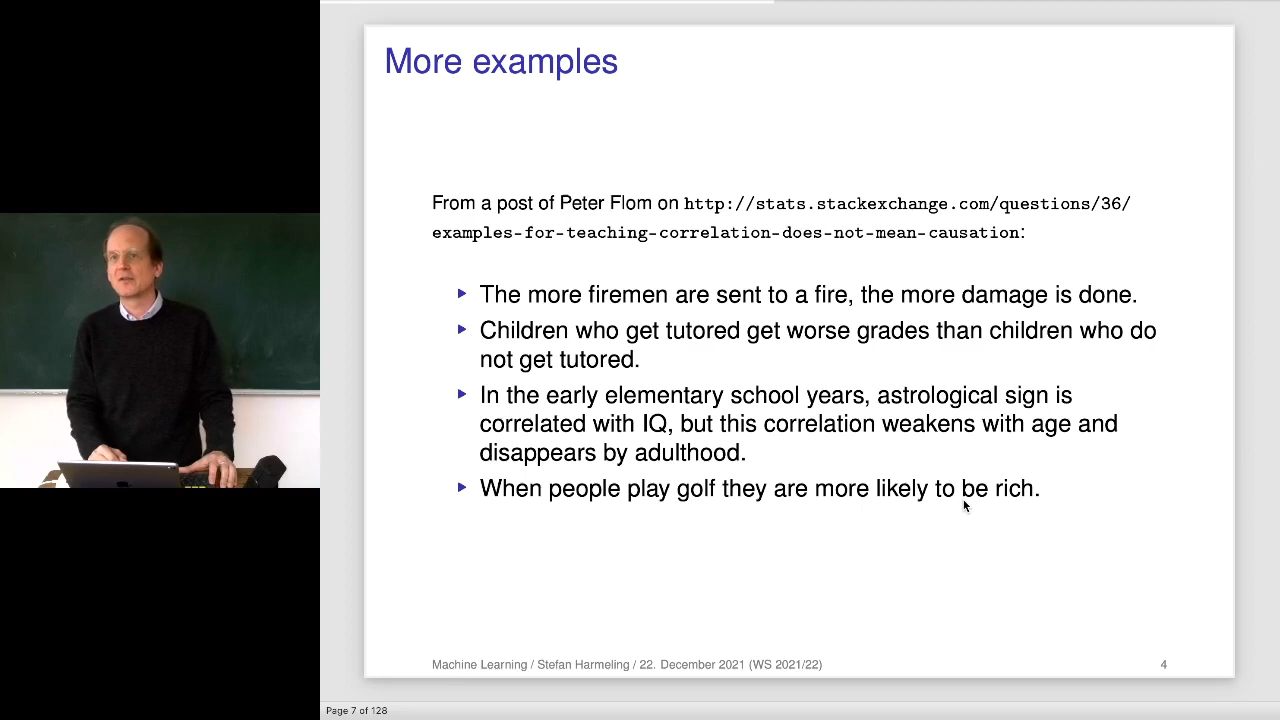 More examples
From a post of Peter Flom on http://stats.stackexchange.com/questions/36/
examples-for-teaching-correlation-does-not-mean-causation:
The more firemen are sent to a fire, the more damage is done.
Children who get tutored get worse grades than children who do
not get tutored.
In the early elementary school years, astrological sign is
correlated with IQ, but this correlation weakens with age and
disappears by adulthood.
When people play golf they are more likely to be rich.
Machine Learning / Stefan Harmeling / 22. December 2021 (WS 2021/22)
4
Page 7 of 128